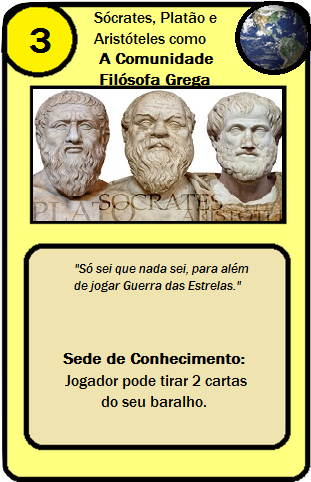 3
Sócrates, Platão e
Aristóteles como
A Comunidade
Filósofa Grega
PLATO SOCRATES ARISTOT
"Só sei que nada sei, para além
de jogar Guerra das Estrelas."
Sede de Conhecimento:
Jogador pode tirar 2 cartas
do seu baralho.